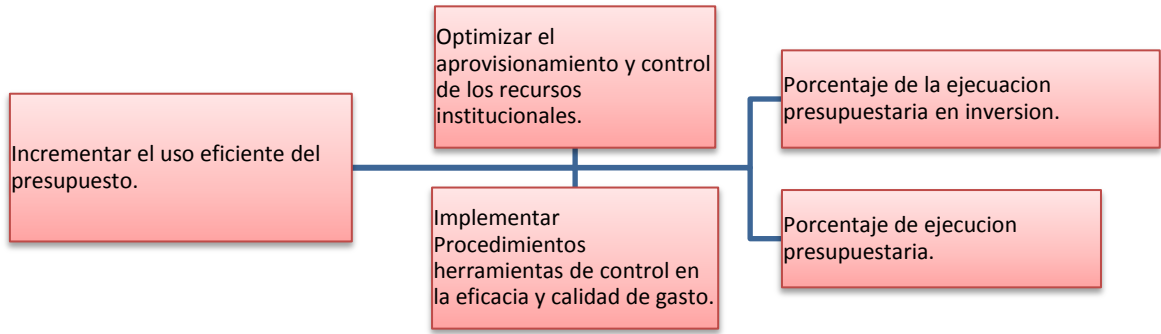 Incrementar el uso eficiente del
presupuesto.
Optimizar el
aprovisionamiento y control
de los recursos
institucionales.
Implementar
Procedimientos
herramientas de control en
la eficacia y calidad de gasto.
Porcentaje de la ejecuacion
presupuestaria en inversion.
Porcentaje de ejecucion
presupuestaria.